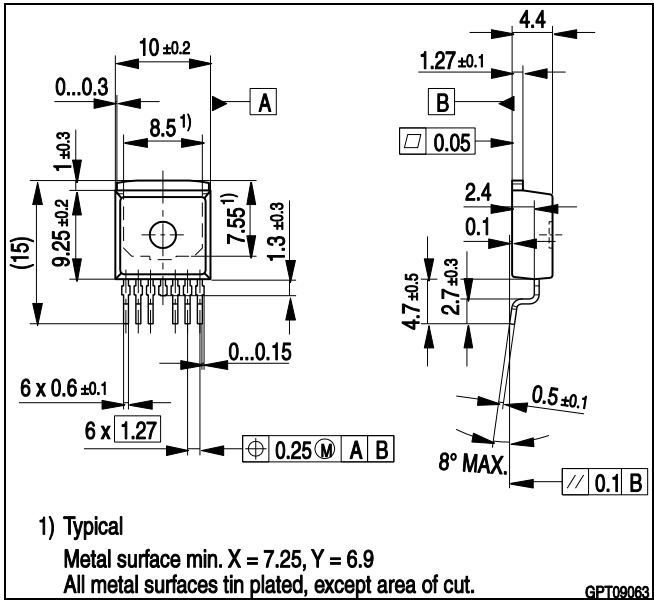 4.4
10 ±0.2
1.27 ±0.1
0...0.3
A
B
8.5 1)
0.05
1 ±0.3
7.55 1)
1.3 ±0.3
2.4
(15)
9.25 ±0.2
0.1
4.7 ±0.5
2.7 ±0.3
0...0.15
6 x 0.6 ±0.1
0.5 ±0.1
6 x 1.27
0.25 Ⓜ A B
8° MAX.
// 0.1 B
1) Typical
Metal surface min. X = 7.25, Y = 6.9
All metal surfaces tin plated, except area of cut.
GPT09063